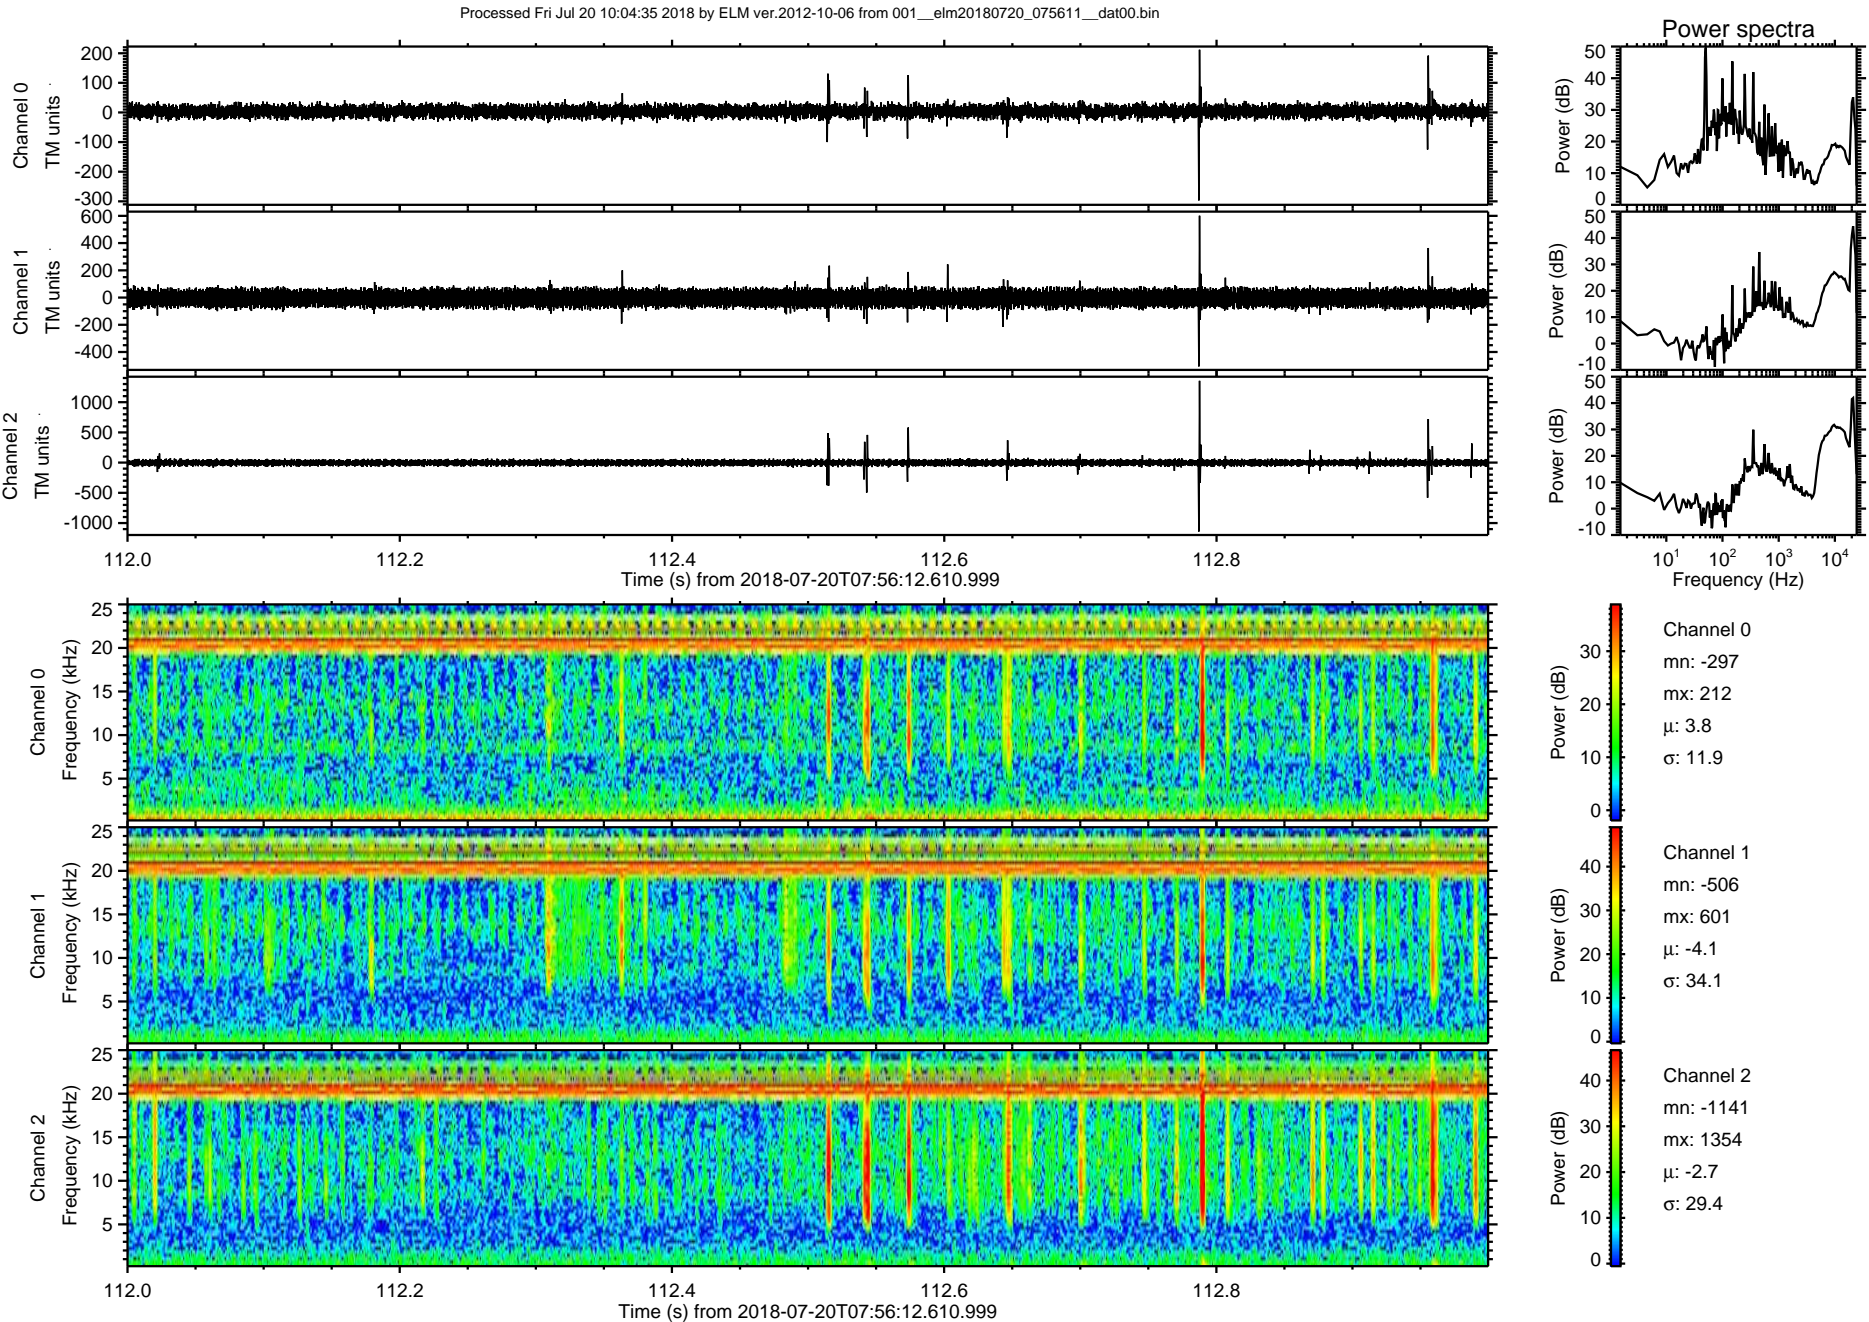 Processed Fri Jul 20 10:04:35 2018 by ELM ver.2012-10-06 from 001__elm20180720_075611__dat00.bin
Power spectra
Channel 0
TM units
200
100
0
-100
-200
-300
Power (dB)
50
40
30
20
10
0
Channel 1
TM units
600
400
200
0
-200
-400
Power (dB)
50
40
30
20
10
0
-10
Channel 2
TM units
1000
500
0
-500
-1000
Power (dB)
50
40
30
20
10
0
-10
112.0
112.2
112.4
112.6
112.8
Time (s) from 2018-07-20T07:56:12.610.999
10^1
10^2
10^3
10^4
Frequency (Hz)
Channel 0
Frequency (kHz)
25
20
15
10
5
Power (dB)
30
20
10
0
Channel 0
mn: -297
mx: 212
μ: 3.8
σ: 11.9
Channel 1
Frequency (kHz)
25
20
15
10
5
Power (dB)
40
30
20
10
0
Channel 1
mn: -506
mx: 601
μ: -4.1
σ: 34.1
Channel 2
Frequency (kHz)
25
20
15
10
5
Power (dB)
40
30
20
10
0
Channel 2
mn: -1141
mx: 1354
μ: -2.7
σ: 29.4
112.0
112.2
112.4
112.6
112.8
Time (s) from 2018-07-20T07:56:12.610.999